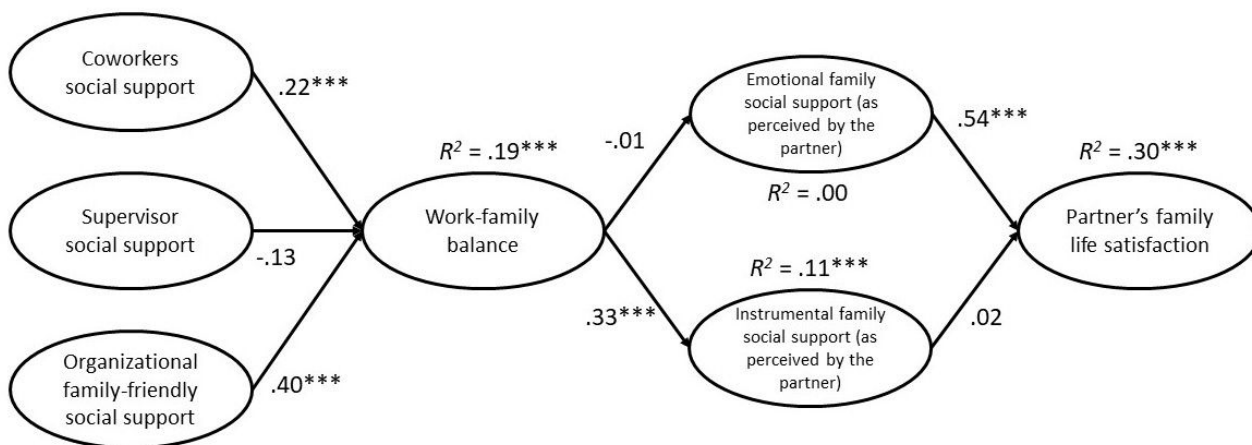 Coworkers
social support
.22***
Supervisor
social support
-.13
Organizational
family-friendly
social support
.40***
R² = .19***
Work-family
balance
-.01
Emotional family
social support (as
perceived by the
partner)
R² = .00
.33***
R² = .11***
Instrumental family
social support (as
perceived by the
partner)
.54***
.02
R² = .30***
Partner’s family
life satisfaction